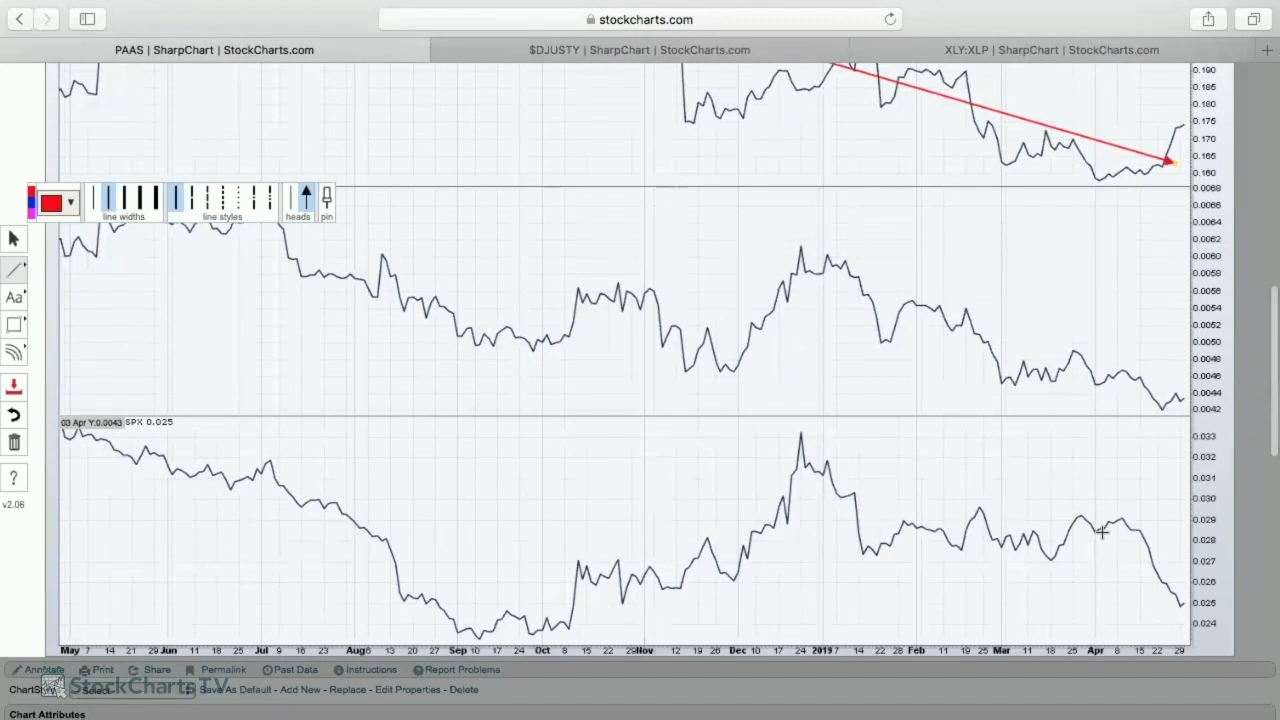 stockcharts.com
PAAS | SharpChart | StockCharts.com
$DJUSTY | SharpChart | StockCharts.com
XLY:XLP | SharpChart | StockCharts.com
0.190
0.185
0.180
0.175
0.170
0.165
0.160
line widths
line styles
heads
pin
0.0068
0.0066
0.0064
0.0062
0.0060
0.0058
0.0056
0.0054
0.0052
0.0050
0.0048
0.0046
0.0044
0.0042
Aa
?
v2.06
03 Apr Y:0.0043 SPX 0.025
0.033
0.032
0.031
0.030
0.029
0.028
0.027
0.026
0.025
0.024
May 7 14 21 29 Jun 11 18 25 Jul 9 16 23 Aug 6 13 20 27 Sep 10 17 24 Oct 8 15 22 29 Nov 12 19 26 Dec 10 17 24 2019 7 14 22 28 Feb 11 19 25 Mar 11 18 25 Apr 8 15 22 29
Annotate Print Share Permalink Past Data Instructions Report Problems
Select Save As Default - Add New - Replace - Edit Properties - Delete
StockChartsTV
Chart Attributes